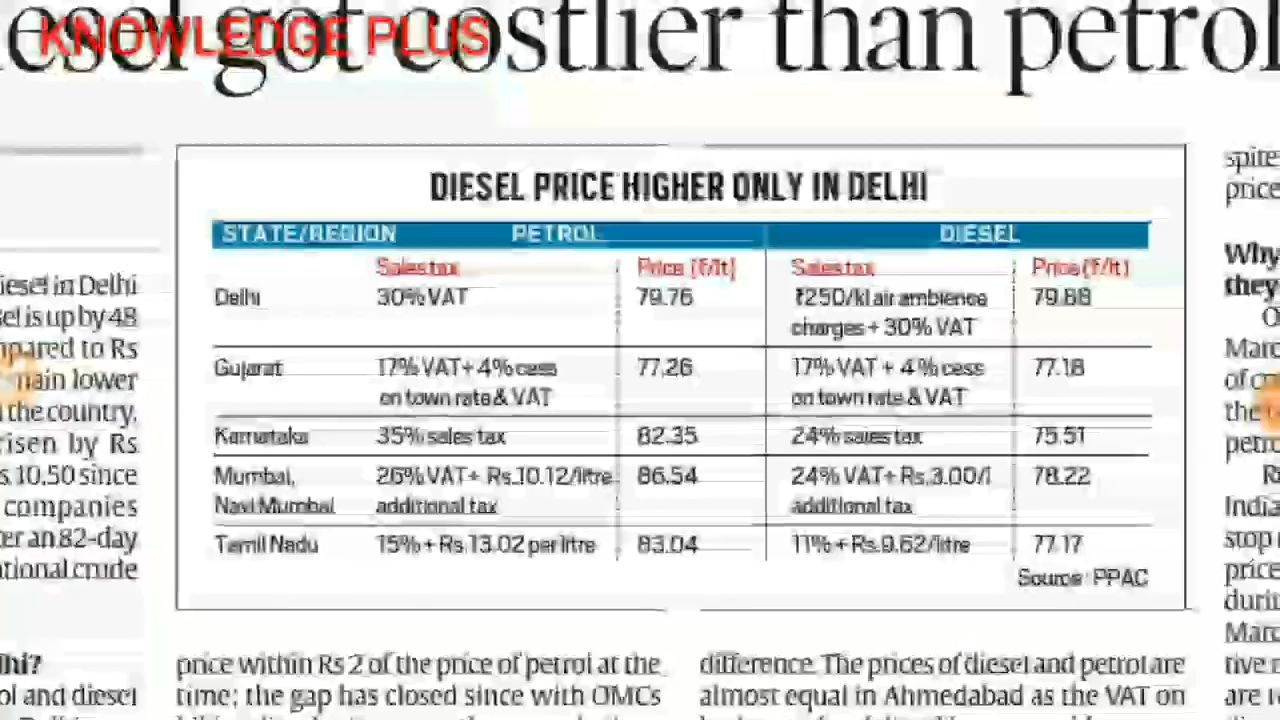 esel got costlier than petrol
KNOWLEDGE PLUS
iesel in Delhi
sel is up by 48
mpared to Rs
main lower
the country,
risen by Rs
s 10.50 since
companies
ter an 82-day
ational crude
lhi?
ol and diesel
DIESEL PRICE HIGHER ONLY IN DELHI
STATE/REGION PETROL DIESEL
Sales tax Price (₹/lt) Sales tax Price (₹/lt)
Delhi 30% VAT 79.76 ₹250/kl air ambience 79.88
charges + 30% VAT
Gujarat 17% VAT + 4% cess 77.26 17% VAT + 4% cess 77.18
on town rate & VAT on town rate & VAT
Karnataka 35% sales tax 82.35 24% sales tax 75.51
Mumbai, 26% VAT+ Rs.10.12/litre 86.54 24% VAT+ Rs.3.00/l 78.22
Navi Mumbai additional tax additional tax
Tamil Nadu 15% + Rs 13.02 per litre 83.04 11% + Rs.9.62/litre 77.17
Source: PPAC
price within Rs 2 of the price of petrol at the
time; the gap has closed since with OMCs
difference. The prices of diesel and petrol are
almost equal in Ahmedabad as the VAT on
spite
price
Why
they
Marc
of c
the
petro
India
stop
price
durin
Marc
tive
are u